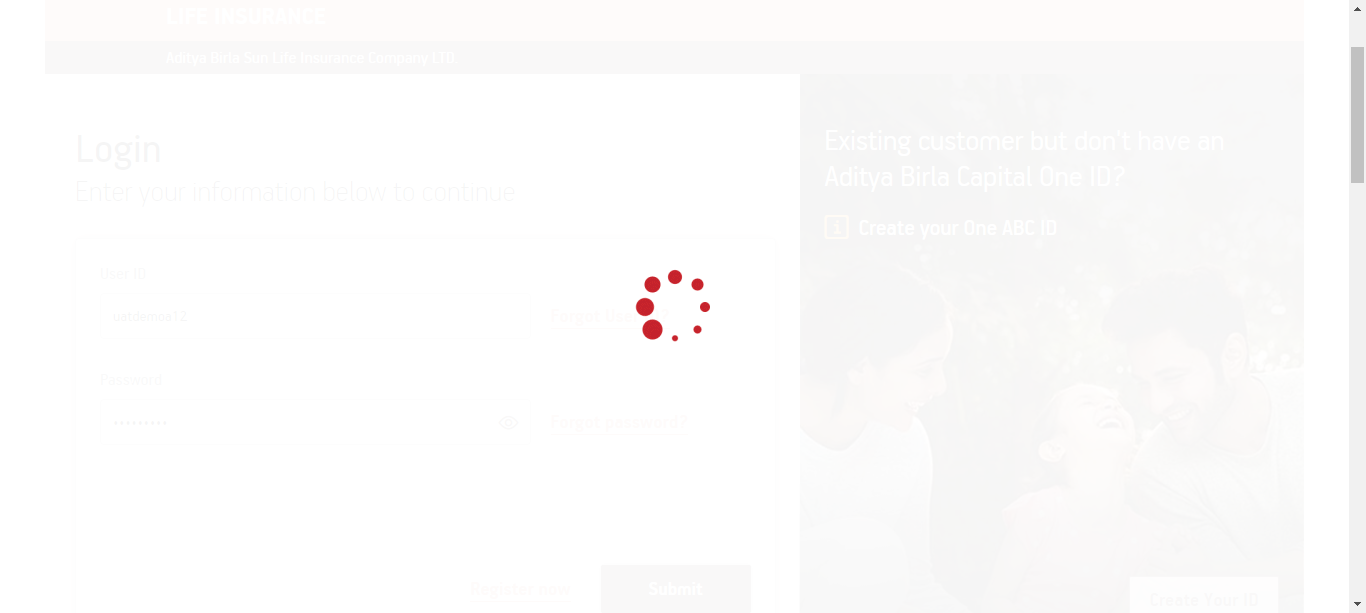 LIFE INSURANCE
Aditya Birla Sun Life Insurance Company LTD.
Login
Enter your information below to continue
User ID
uatdemoa12
Forgot
Password
•••••••••
Forgot password?
Register now
Submit
Existing customer but don't have an
Aditya Birla Capital One ID?
Create your One ABC ID
Create Your ID